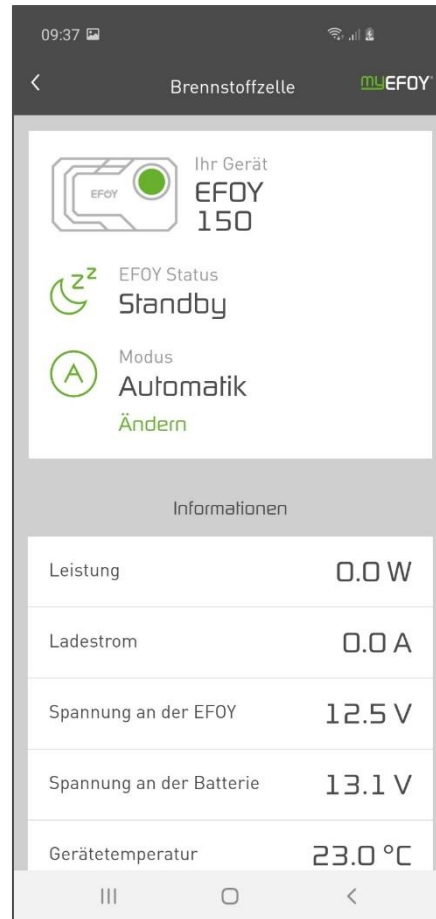 09:37
Brennstoffzelle
myEFOY
Ihr Gerät
EFOY
EFOY
150
zZ
EFOY Status
Standby
Modus
A
Automatik
Ändern
Informationen
Leistung 0.0 W
Ladestrom 0.0 A
Spannung an der EFOY 12.5 V
Spannung an der Batterie 13.1 V
Gerätetemperatur 23.0 °C